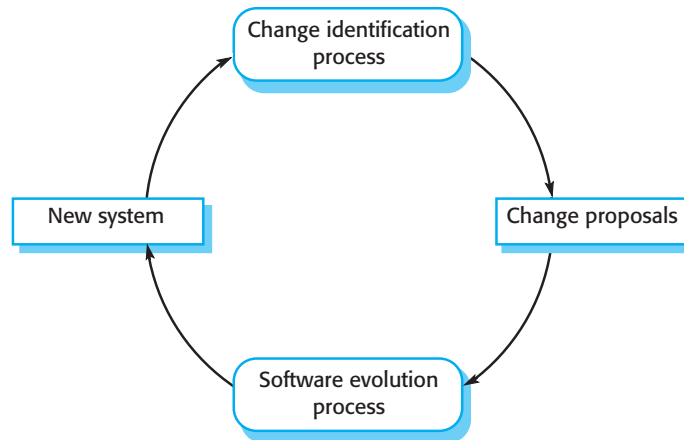 Change identification
process
New system
Change proposals
Software evolution
process